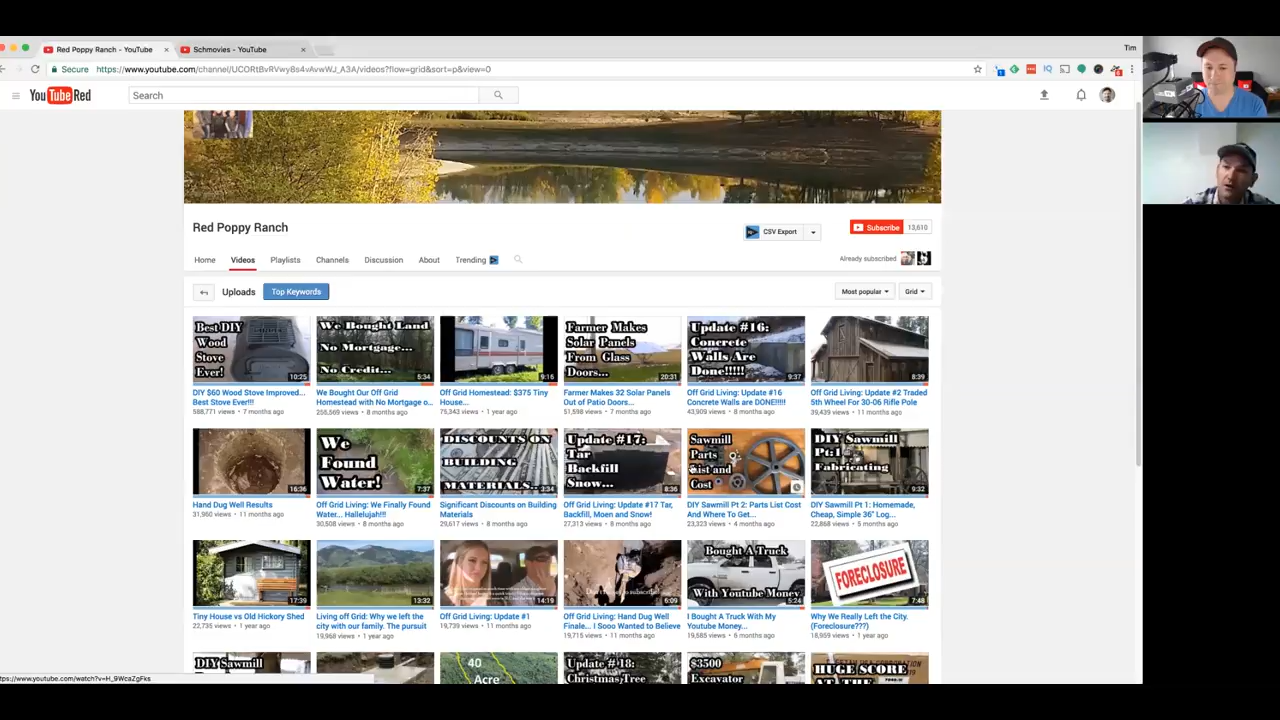 Red Poppy Ranch - YouTube
Schmovies - YouTube
Tim
Secure https://www.youtube.com/channel/UCORtBvRVwy8s4vAvwWJ_A3A/videos?flow=grid&sort=p&view=0
YouTube Red
Search
Red Poppy Ranch
CSV Export
Subscribe 13,610
Home Videos Playlists Channels Discussion About Trending
Already subscribed
Uploads Top Keywords
Most popular Grid
Best DIY
Wood
Stove
Ever!
10:25
We Bought Land
No Mortgage...
No Credit...
5:34
9:16
Farmer Makes
Solar Panels
From Glass
Doors...
20:31
Update #16:
Concrete
Walls Are
Done!!!!!
9:37
8:39
DIY $60 Wood Stove Improved...
Best Stove Ever!!!
588,771 views • 7 months ago
We Bought Our Off Grid
Homestead with No Mortgage o...
255,569 views • 8 months ago
Off Grid Homestead: $375 Tiny
House...
75,343 views • 1 year ago
Farmer Makes 32 Solar Panels
Out of Patio Doors...
51,598 views • 7 months ago
Off Grid Living: Update #16
Concrete Walls are DONE!!!!!
43,909 views • 8 months ago
Off Grid Living: Update #2 Traded
5th Wheel For 30-06 Rifle Pole
39,439 views • 11 months ago
16:36
We
Found
Water!
7:37
DISCOUNTS ON
BUILDING
MATERIALS..
3:34
Update #17:
Tar
Backfill
Snow...
8:36
Sawmill
Parts
List and
Cost
DIY Sawmill
Pt 1:
Fabricating
9:32
Hand Dug Well Results
31,960 views • 11 months ago
Off Grid Living: We Finally Found
Water... Hallelujah!!!
30,508 views • 8 months ago
Significant Discounts on Building
Materials
29,617 views • 8 months ago
Off Grid Living: Update #17 Tar,
Backfill, Moen and Snow!
27,313 views • 8 months ago
DIY Sawmill Pt 2: Parts List Cost
And Where To Get...
23,323 views • 4 months ago
DIY Sawmill Pt 1: Homemade,
Cheap, Simple 36" Log...
22,868 views • 5 months ago
17:39
13:32
14:19
6:09
Bought A Truck
With Youtube Money
5:24
FORECLOSURE
7:48
Tiny House vs Old Hickory Shed
22,735 views • 1 year ago
Living off Grid: Why we left the
city with our family. The pursuit
19,968 views • 1 year ago
Off Grid Living: Update #1
19,739 views • 11 months ago
Off Grid Living: Hand Dug Well
Finale... I Sooo Wanted to Believe
19,715 views • 11 months ago
I Bought A Truck With My
Youtube Money...
19,585 views • 6 months ago
Why We Really Left the City.
(Foreclosure???)
18,959 views • 1 year ago
DIY Sawmill
40
Acre
Update #18:
Christmas Tree
$3500
Excavator
HUGE SCORE
AT THE
ttps://www.youtube.com/watch?v=H_9WcaZgFks